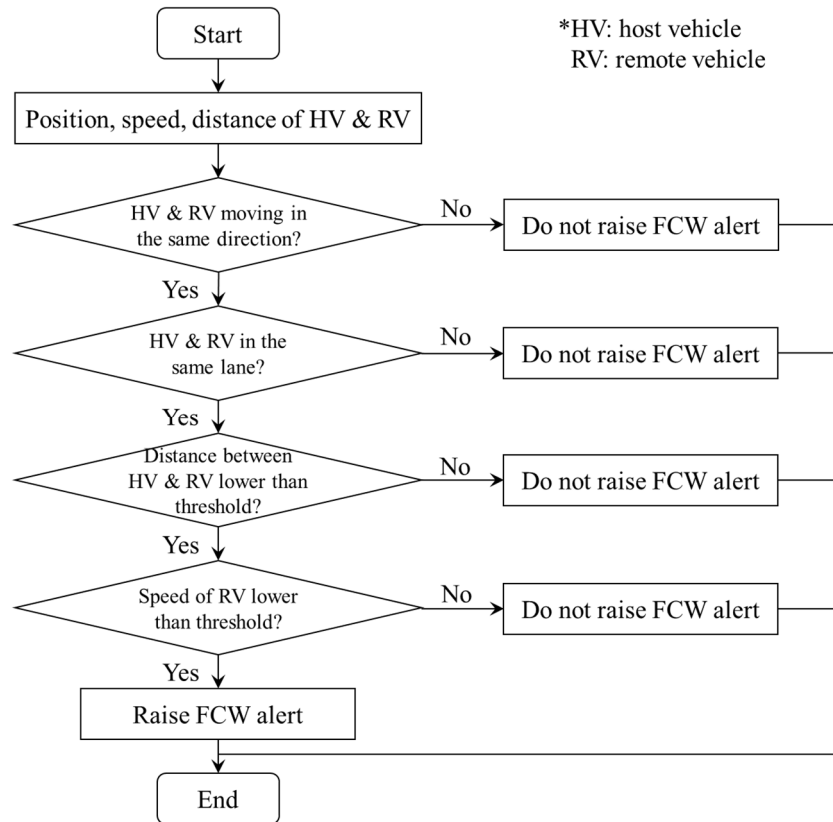 Start
*HV: host vehicle
RV: remote vehicle
Position, speed, distance of HV & RV
HV & RV moving in
the same direction?
No
Do not raise FCW alert
Yes
HV & RV in the
same lane?
No
Do not raise FCW alert
Yes
Distance between
HV & RV lower than
threshold?
No
Do not raise FCW alert
Yes
Speed of RV lower
than threshold?
No
Do not raise FCW alert
Yes
Raise FCW alert
End